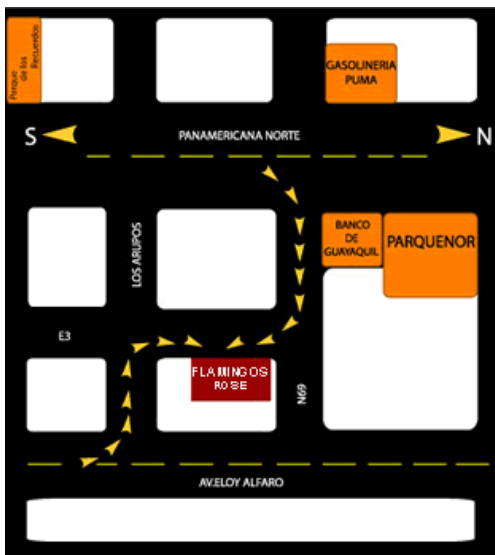 Parque
de los
Recuerdos
GASOLINERIA
PUMA
S
PANAMERICANA NORTE
N
LOS ARUPOS
BANCO
DE
GUAYAQUIL
PARQUENOR
E3
FLAMINGOS
ROSE
N69
AV.ELOY ALFARO